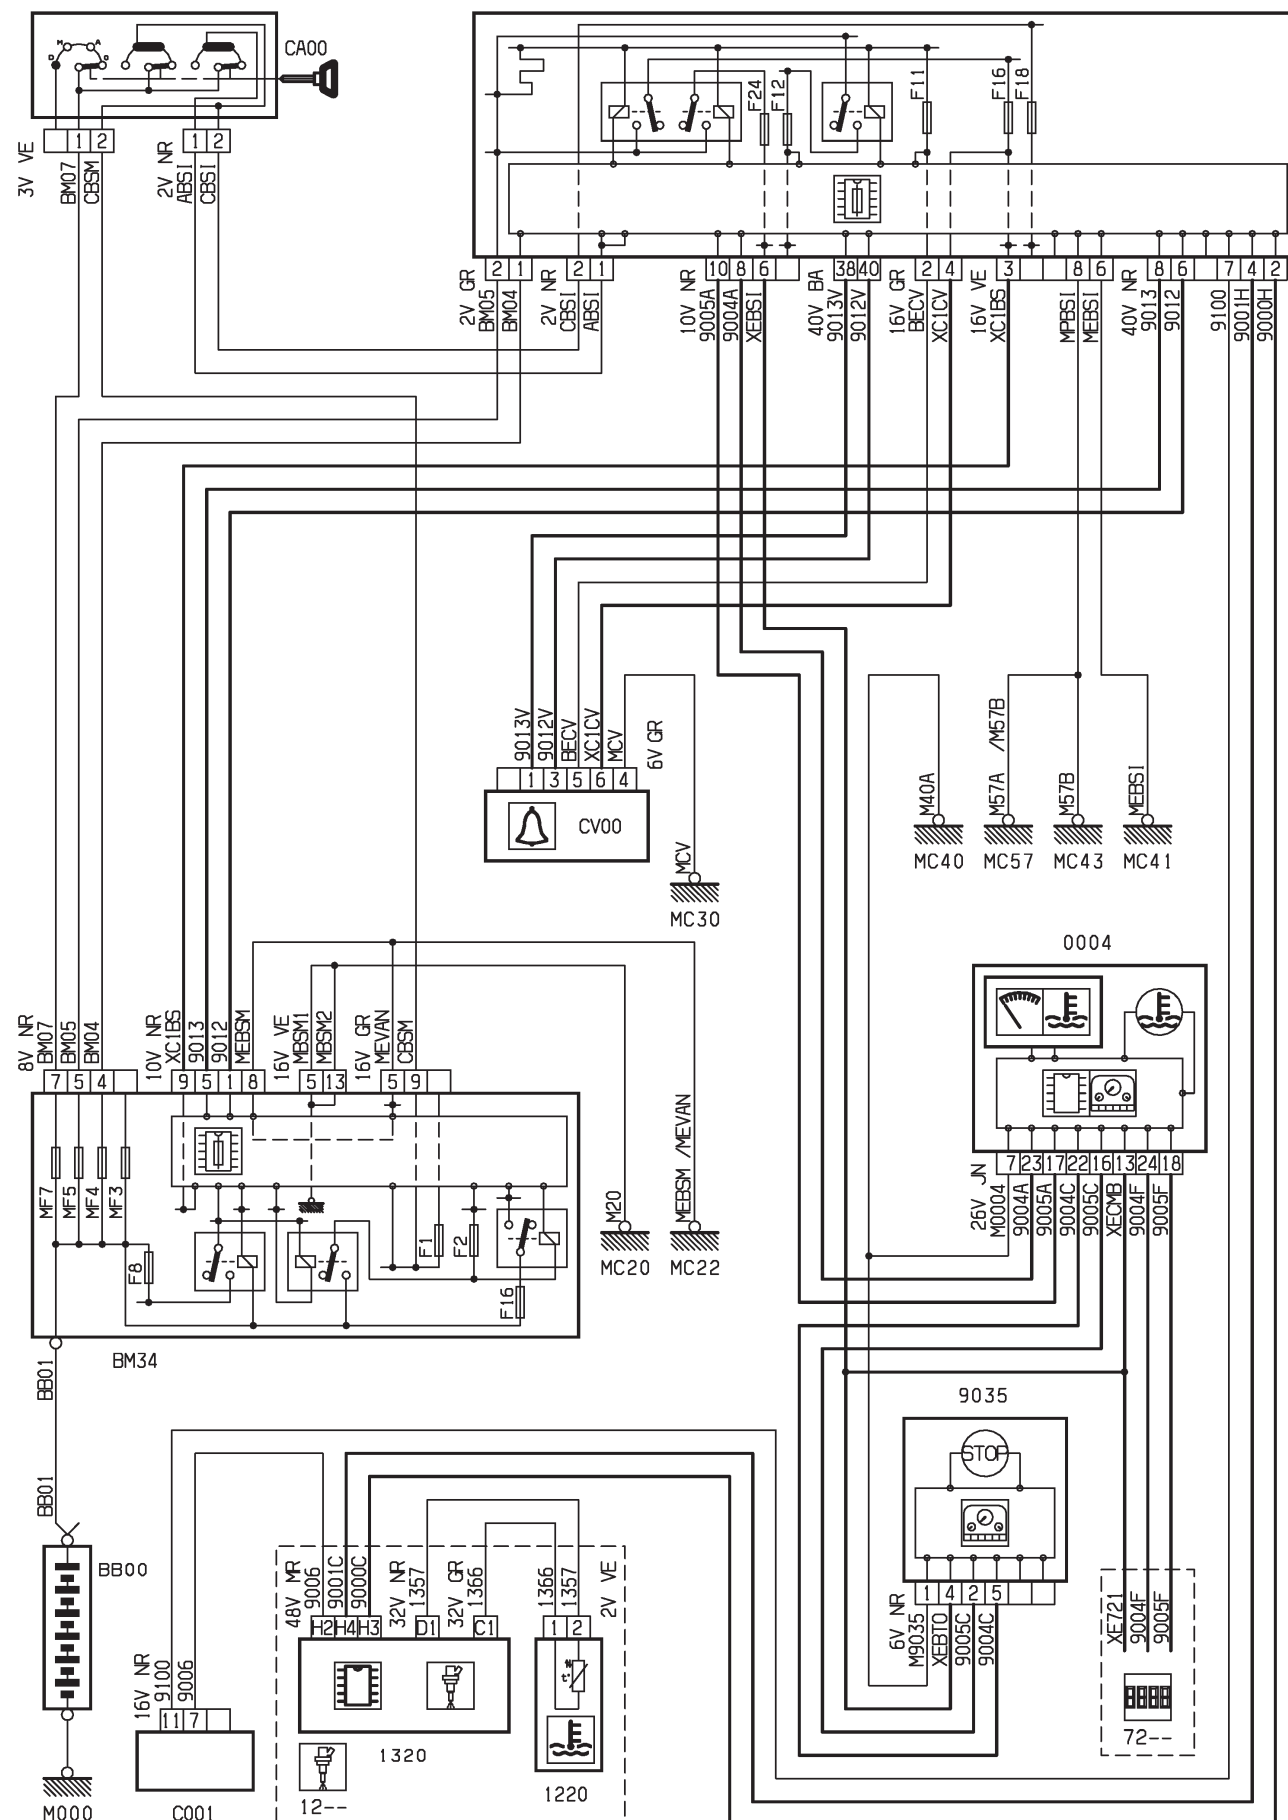 M A
D D
CA00
3V VE
1 2
BM07
CBSM
2V NR
1 2
ABSI
CBSI
F24
F12
F11
F16
F18
2V GR
2 1
BM05
BM04
2V NR
2 1
CBSI
ABSI
10V NR
10 8 6
9005A
9004A
XEBSI
40V BA
38 40
9013V
9012V
16V GR
2 4
BECV
XC1CV
16V VE
3
XC1BS
8 6
MPBSI
MEBSI
40V NR
8 6
9013
9012
7 4 2
9100
9001H
9000H
9013V
9012V
BECV
XC1CV
MCV
6V GR
1 3 5 6 4
CV00
MCV
MC30
M40A
M57A /M57B
M57B
MEBSI
MC40
MC57
MC43
MC41
0004
8V NR
BM07
BM05
BM04
7 5 4
10V NR
XC1BS
9013
9012
MEBSM
9 5 1 8
16V VE
MBSM1
MBSM2
5 13
16V GR
MEVAN
CBSM
5 9
MF7
MF5
MF4
MF3
F8
F1
F2
F16
BM34
M20
MEBSM /MEVAN
MC20
MC22
7 23 17 22 16 13 24 18
26V JN
M0004
9004A
9005A
9004C
9005C
XECMB
9004F
9005F
BB01
BB01
BB00
M000
9035
STOP
1 4 2 5
6V NR
M9035
XEBTO
9005C
9004C
XE721
9004F
9005F
72--
16V NR
9100
9006
11 7
C001
48V MR
9006
9001C
9000C
32V NR
1357
32V GR
1366
H2 H4 H3
D1
C1
1320
12--
1366
1357
2V VE
1 2
t°
1220